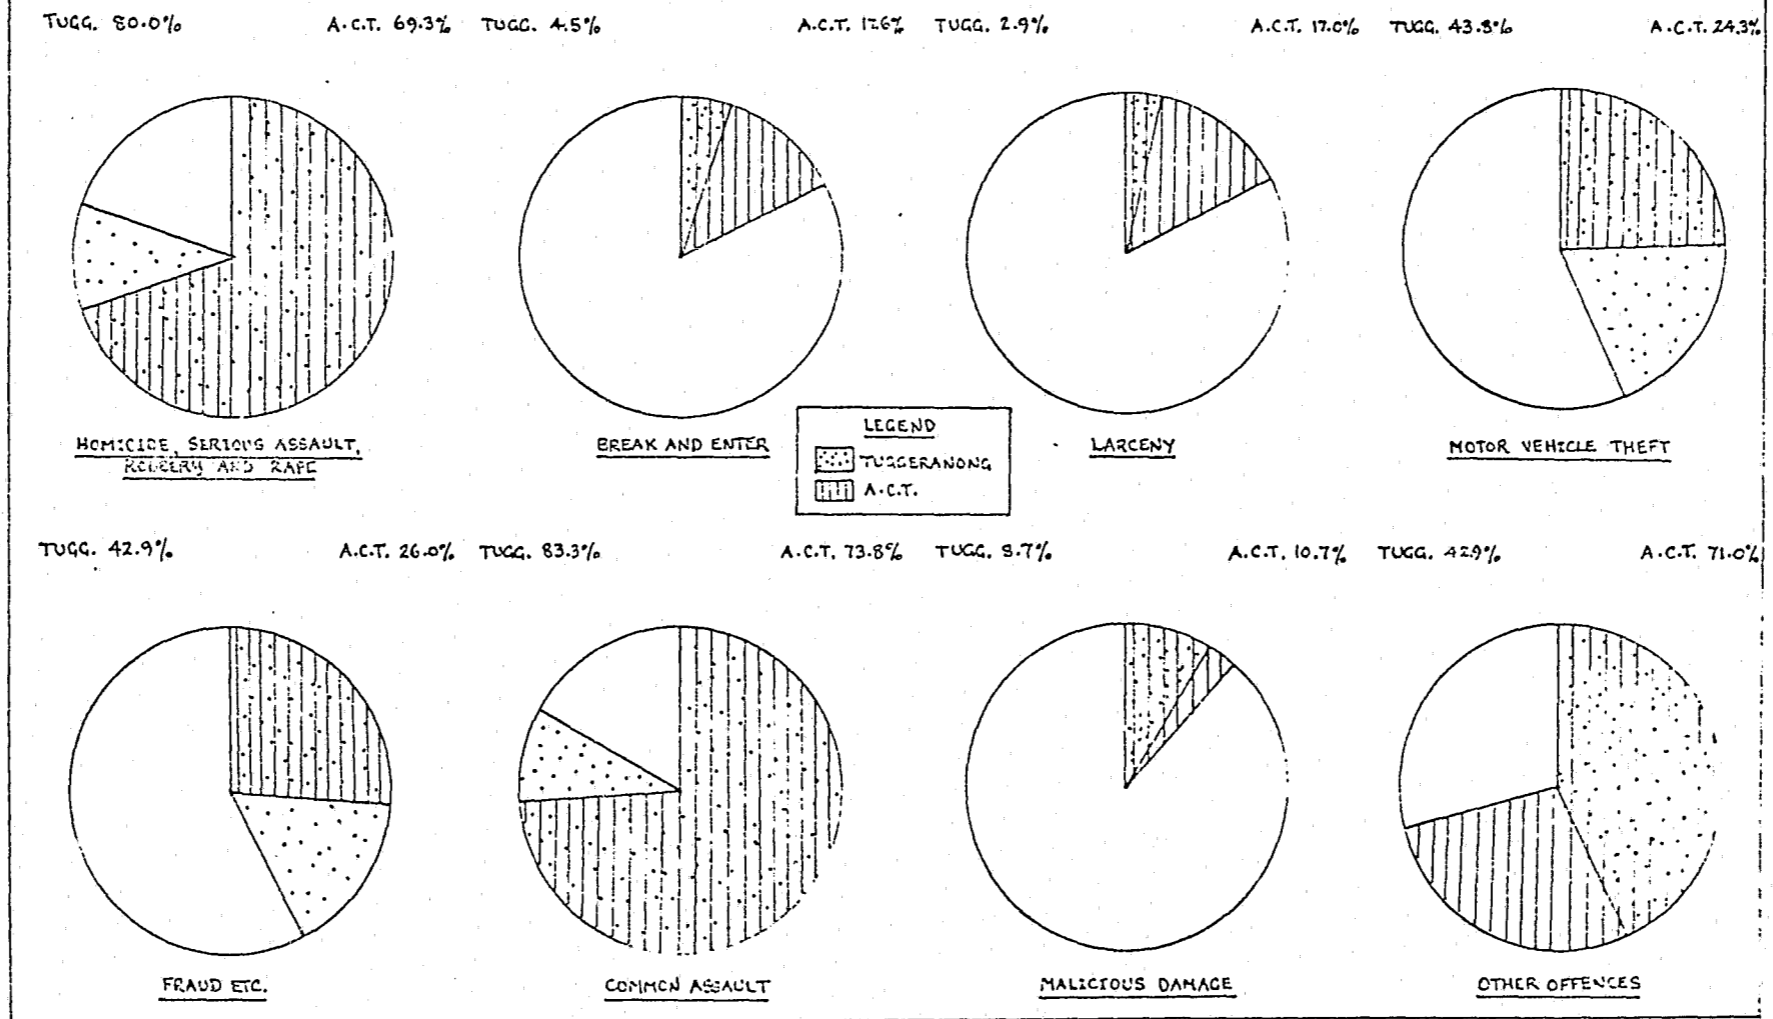 TUGG. 80.0% A.C.T. 69.3% TUGG. 4.5% A.C.T. 17.6% TUGG. 2.9% A.C.T. 17.0% TUGG. 43.8% A.C.T. 24.3%
HOMICIDE, SERIOUS ASSAULT,
ROBBERY AND RAPE
BREAK AND ENTER
LARCENY
MOTOR VEHICLE THEFT
LEGEND
TUGGERANONG
A.C.T.
TUGG. 42.9% A.C.T. 26.0% TUGG. 83.3% A.C.T. 73.8% TUGG. 8.7% A.C.T. 10.7% TUGG. 42.9% A.C.T. 71.0%
FRAUD ETC.
COMMON ASSAULT
MALICIOUS DAMAGE
OTHER OFFENCES